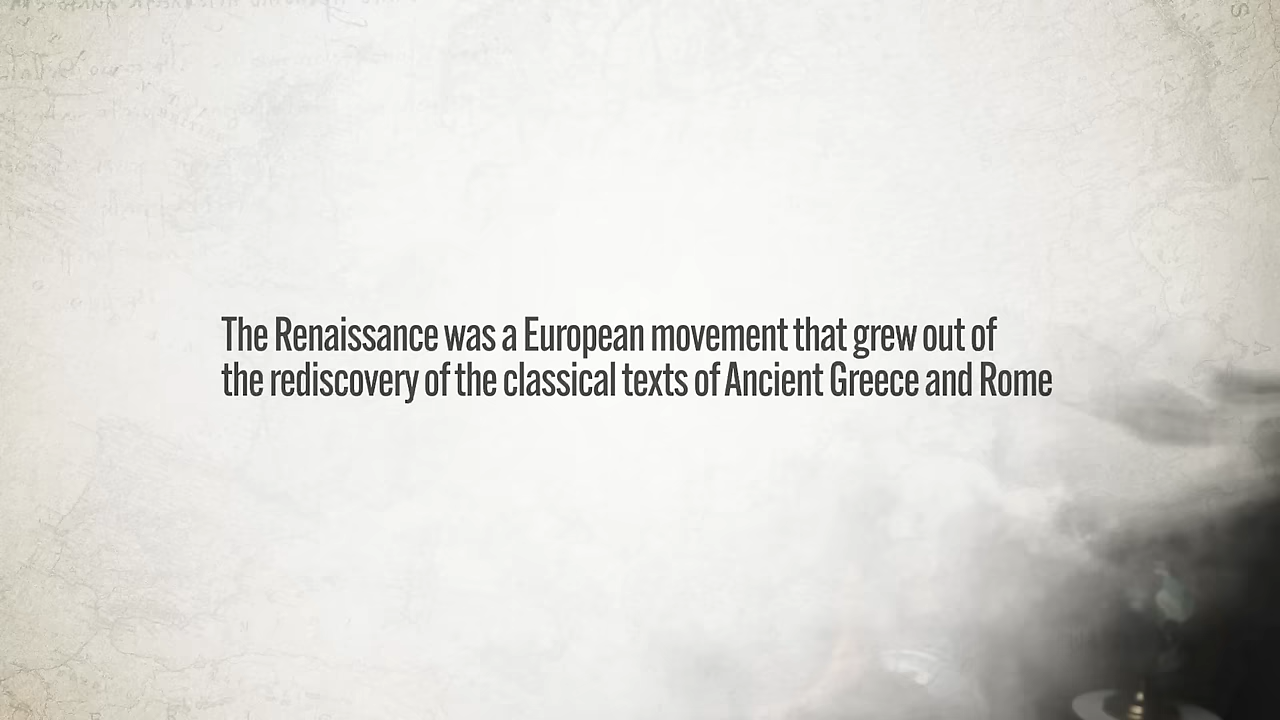 The Renaissance was a European movement that grew out of
the rediscovery of the classical texts of Ancient Greece and Rome